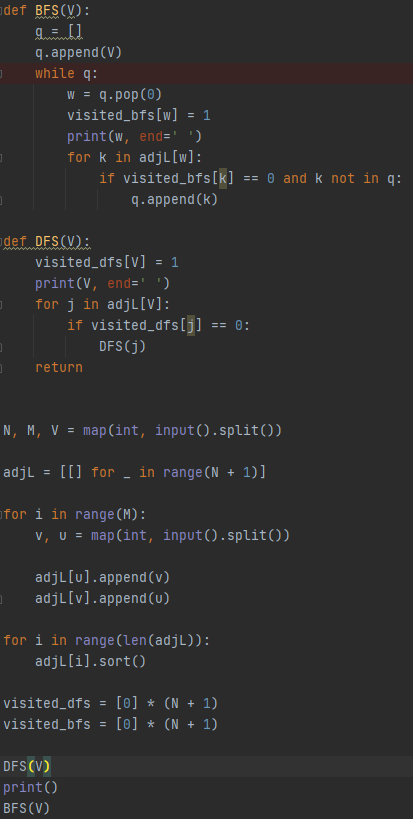 def BFS(V):
    q = []
    q.append(V)
    while q:
        w = q.pop(0)
        visited_bfs[w] = 1
        print(w, end=' ')
        for k in adjL[w]:
            if visited_bfs[k] == 0 and k not in q:
                q.append(k)

def DFS(V):
    visited_dfs[V] = 1
    print(V, end=' ')
    for j in adjL[V]:
        if visited_dfs[j] == 0:
            DFS(j)
    return


N, M, V = map(int, input().split())

adjL = [[] for _ in range(N + 1)]

for i in range(M):
    v, u = map(int, input().split())

    adjL[u].append(v)
    adjL[v].append(u)

for i in range(len(adjL)):
    adjL[i].sort()

visited_dfs = [0] * (N + 1)
visited_bfs = [0] * (N + 1)

DFS(V)
print()
BFS(V)